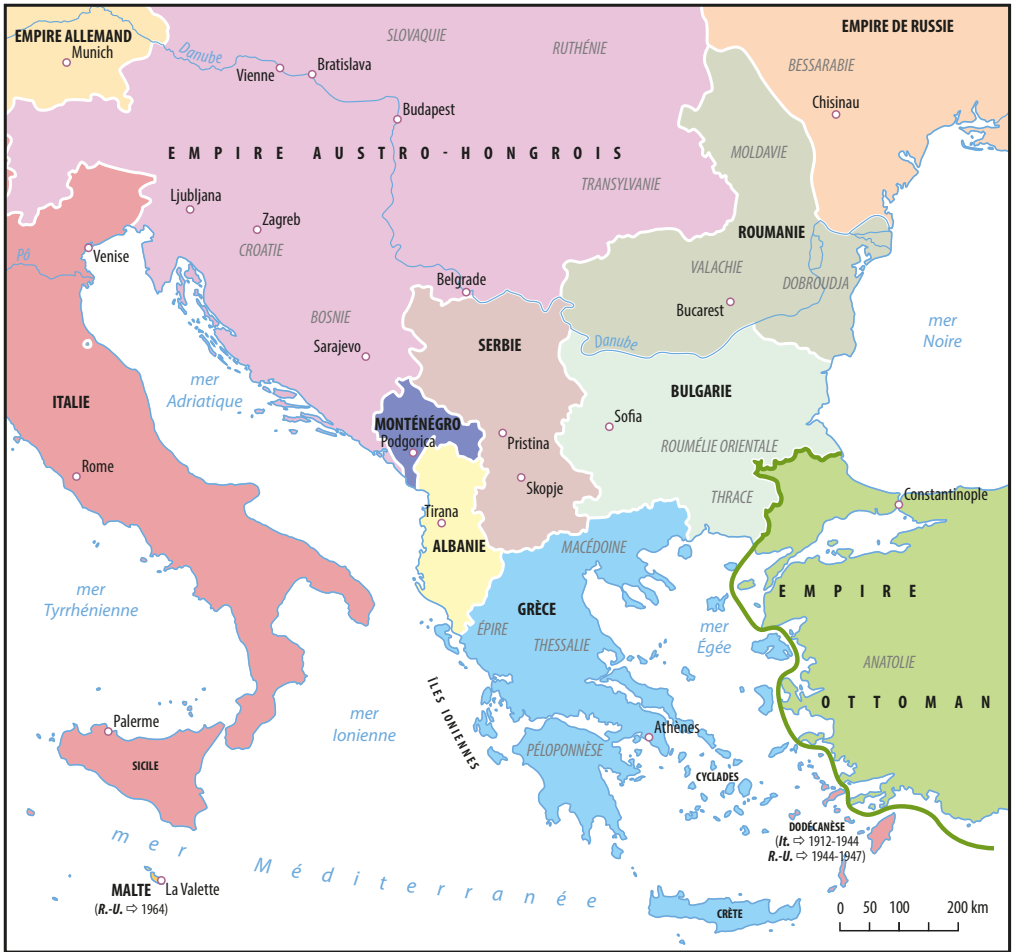 EMPIRE ALLEMAND
Munich
Danube
SLOVAQUIE
RUTHÉNIE
EMPIRE DE RUSSIE
BESSARABIE
Vienne
Bratislava
Chisinau
Budapest
EMPIRE AUSTRO-HONGROIS
MOLDAVIE
TRANSYLVANIE
Ljubljana
Zagreb
CROATIE
ROUMANIE
Pô
Venise
VALACHIE
DOBROUDJA
Belgrade
Bucarest
BOSNIE
Sarajevo
SERBIE
Danube
mer
Noire
mer
Adriatique
BULGARIE
ITALIE
MONTÉNÉGRO
Podgorica
Sofia
Pristina
ROUMÉLIE ORIENTALE
Rome
Skopje
THRACE
Constantinople
Tirana
ALBANIE
MACÉDOINE
mer
Tyrrhénienne
EMPIRE
GRÈCE
ÉPIRE
THESSALIE
mer
Égée
ANATOLIE
OTTOMAN
ÎLES IONIENNES
Palerme
mer
Ionienne
Athènes
PÉLOPONNÈSE
SICILE
CYCLADES
DODÉCANÈSE
(It. ⇨ 1912-1944
R.-U. ⇨ 1944-1947)
mer Méditerranée
MALTE
La Valette
(R.-U. ⇨ 1964)
CRÈTE
0 50 100 200 km